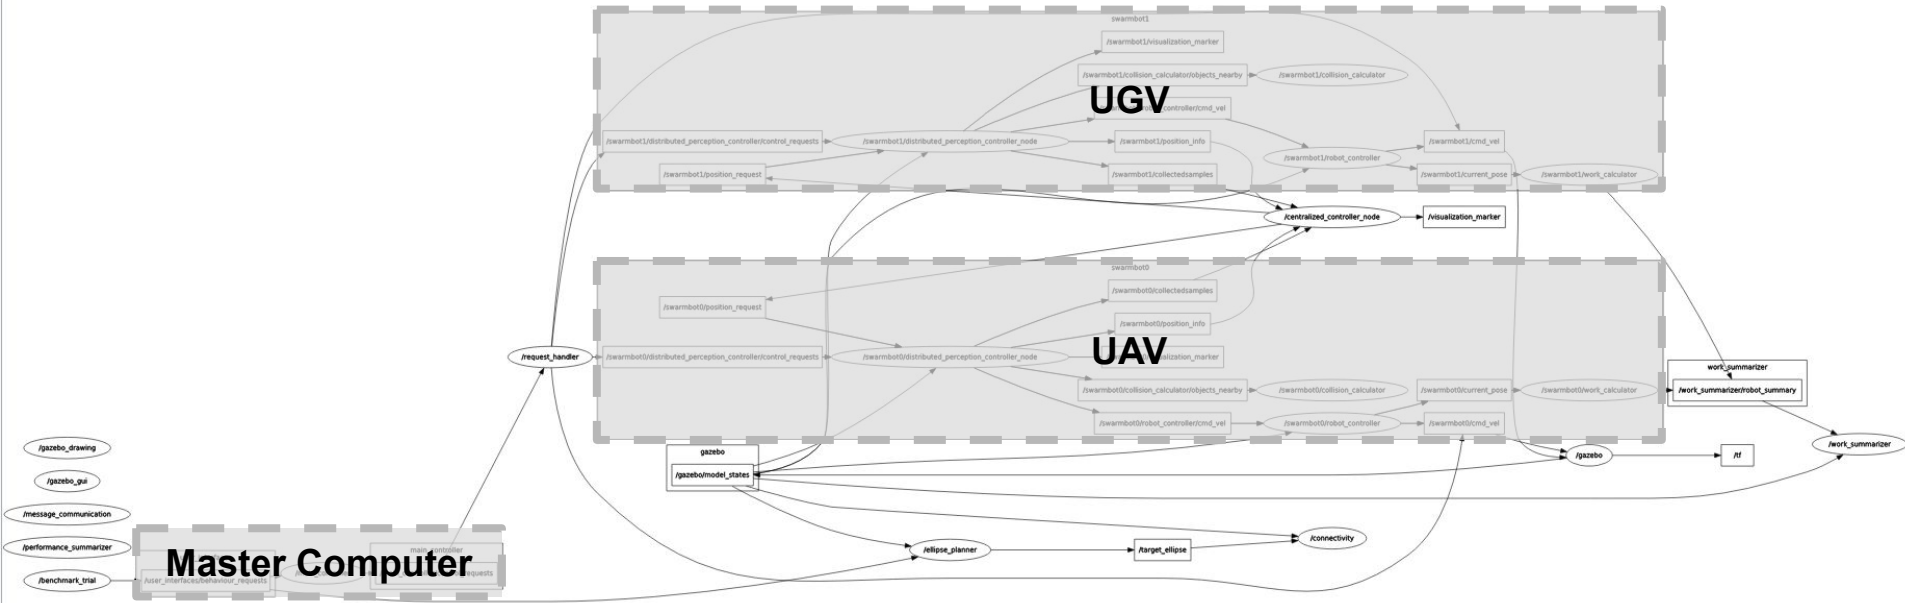 swarmbot1
/swarmbot1/visualization_marker
/swarmbot1/collision_calculator/objects_nearby
/swarmbot1/collision_calculator
UGV
controller/cmd_vel
/swarmbot1/distributed_perception_controller/control_requests
/swarmbot1/distributed_perception_controller_node
/swarmbot1/position_info
/swarmbot1/cmd_vel
/swarmbot1/robot_controller
/swarmbot1/position_request
/swarmbot1/collectedsamples
/swarmbot1/current_pose
/swarmbot1/work_calculator
/centralized_controller_node
/visualization_marker
swarmbot0
/swarmbot0/collectedsamples
/swarmbot0/position_request
/swarmbot0/position_info
UAV
/request_handler
/swarmbot0/distributed_perception_controller/control_requests
/swarmbot0/distributed_perception_controller_node
alization_marker
work_summarizer
/swarmbot0/collision_calculator/objects_nearby
/swarmbot0/collision_calculator
/swarmbot0/current_pose
/swarmbot0/work_calculator
/work_summarizer/robot_summary
/swarmbot0/robot_controller/cmd_vel
/swarmbot0/robot_controller
/swarmbot0/cmd_vel
/work_summarizer
/gazebo_drawing
gazebo
/gazebo
/tf
/gazebo/model_states
/gazebo_gui
/message_communication
/performance_summarizer
/connectivity
/ellipse_planner
/target_ellipse
Master Computer
/benchmark_trial
/user_interfaces/behaviour_requests
requests